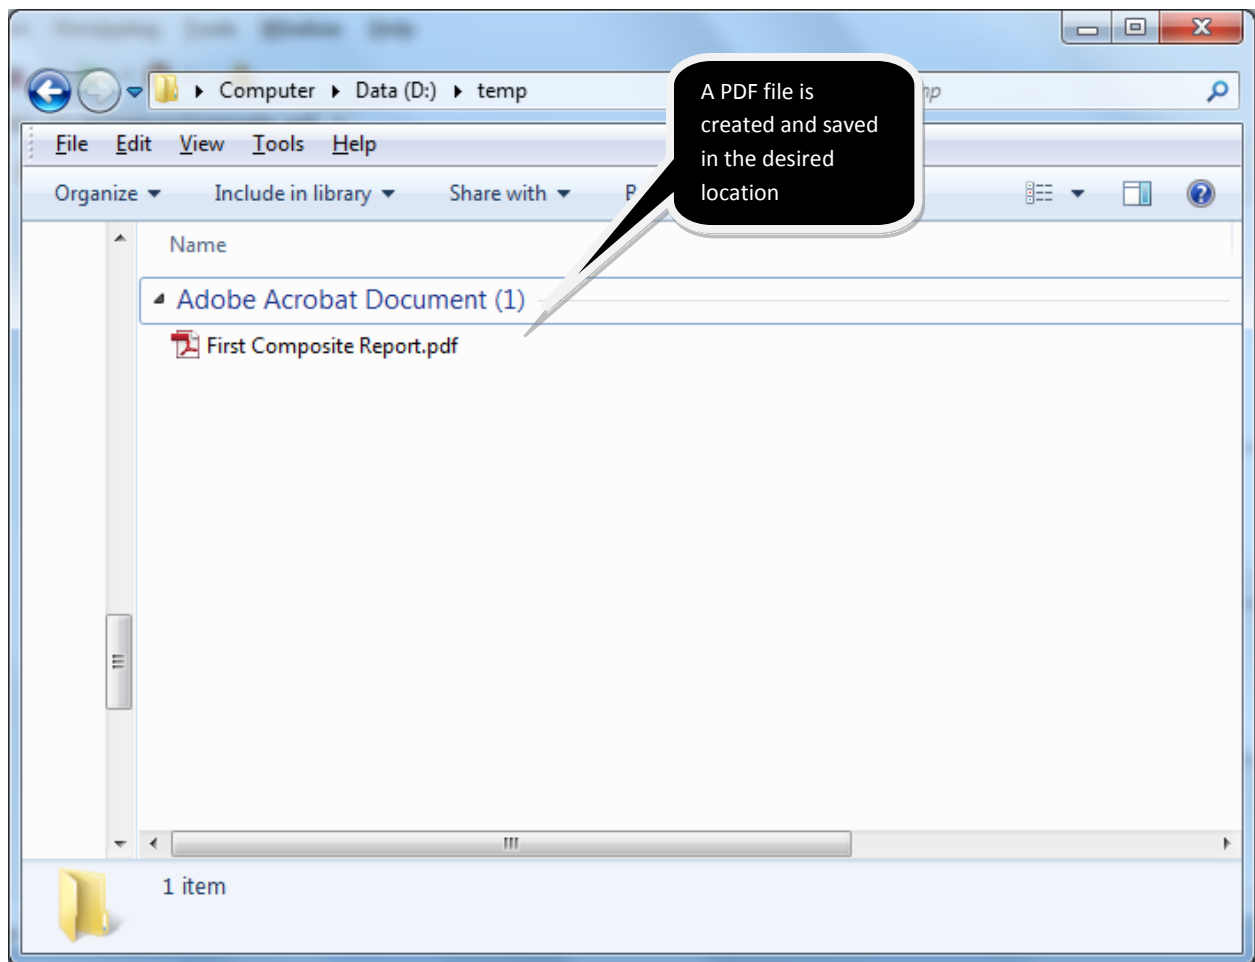 Computer ▸ Data (D:) ▸ temp
A PDF file is
created and saved
in the desired
location
File Edit View Tools Help
Organize Include in library Share with
Name
Adobe Acrobat Document (1)
First Composite Report.pdf
1 item